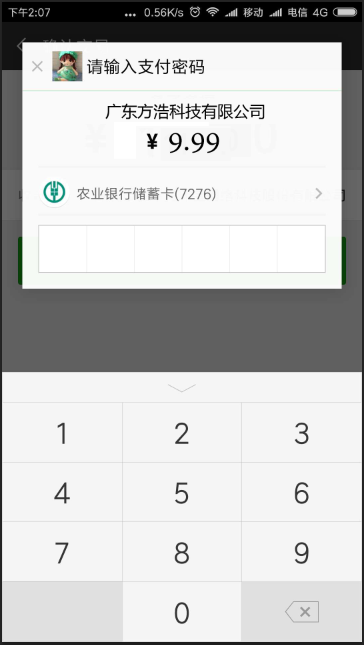 下午2:07 ... 0.56K/s 移动 电信 4G
请输入支付密码
广东方浩科技有限公司
¥ 9.99
农业银行储蓄卡(7276)
1 2 3
4 5 6
7 8 9
0